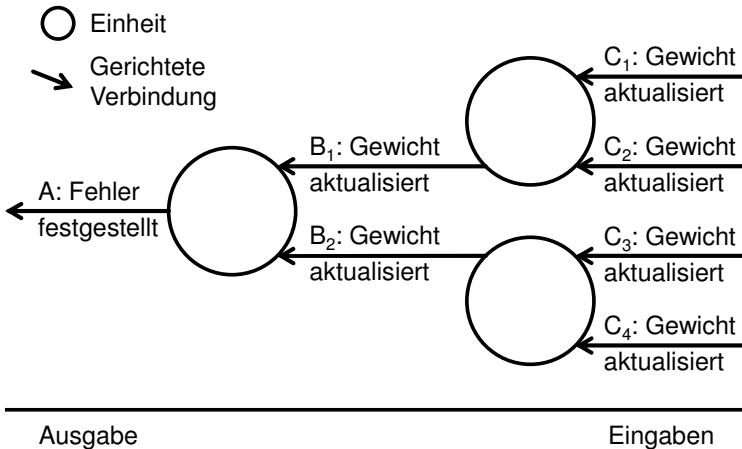 Einheit
Gerichtete
Verbindung
C₁: Gewicht
aktualisiert
C₂: Gewicht
aktualisiert
B₁: Gewicht
aktualisiert
A: Fehler
festgestellt
B₂: Gewicht
aktualisiert
C₃: Gewicht
aktualisiert
C₄: Gewicht
aktualisiert
Ausgabe
Eingaben